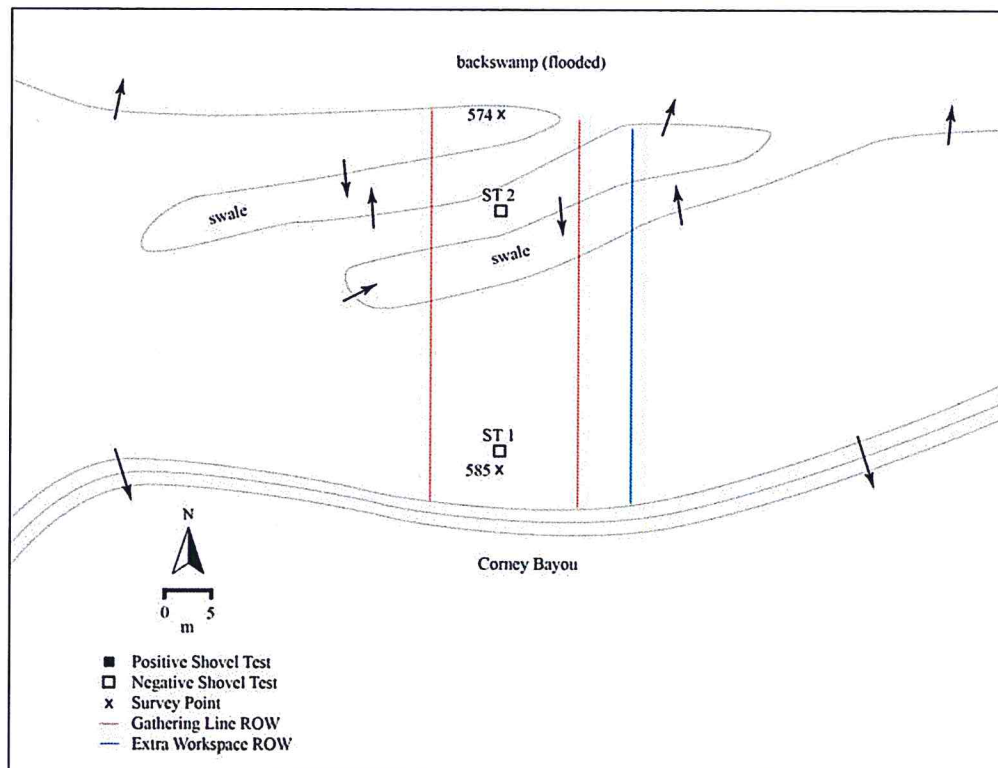 backswamp (flooded)
574 x
swale
ST 2
swale
ST 1
585 x
N
0 5
m
Corney Bayou
Positive Shovel Test
Negative Shovel Test
x Survey Point
Gathering Line ROW
Extra Workspace ROW